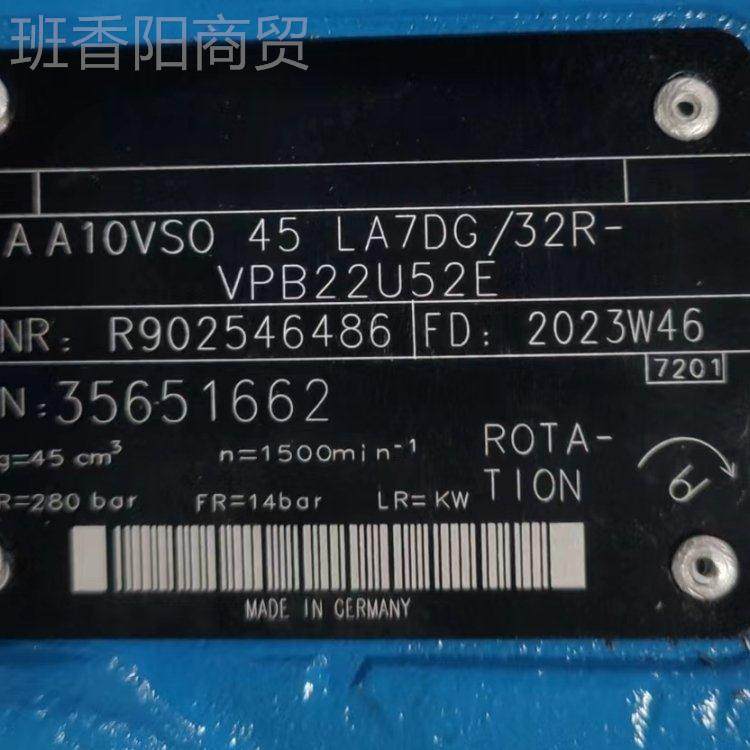 班香阳商贸
A A10VSO 45 LA7DG/32R-
VPB22U52E
NR: R902546486 FD: 2023W46
7201
N:35651662
g=45 cm³ n=1500min⁻¹ ROTA-
R=280 bar FR=14bar LR= KW TION
MADE IN GERMANY